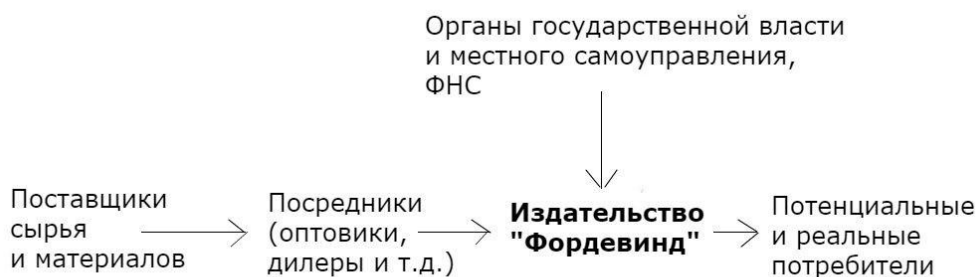 Органы государственной власти
и местного самоуправления,
ФНС
Поставщики
сырья
и материалов
Посредники
(оптовики,
дилеры и т.д.)
Издательство
"Фордевинд"
Потенциальные
и реальные
потребители